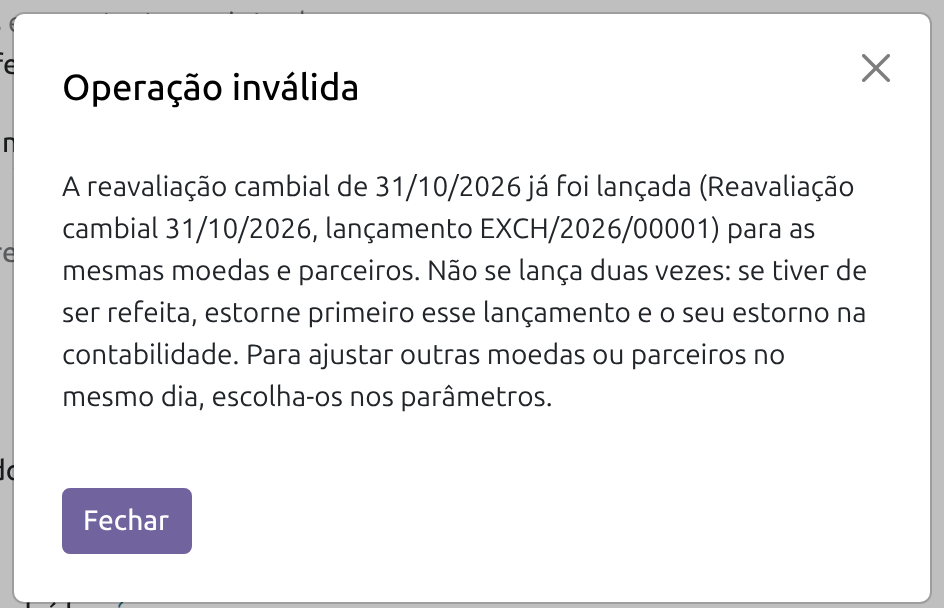 Operação inválida
A reavaliação cambial de 31/10/2026 já foi lançada (Reavaliação
cambial 31/10/2026, lançamento EXCH/2026/00001) para as
mesmas moedas e parceiros. Não se lança duas vezes: se tiver de
ser refeita, estorne primeiro esse lançamento e o seu estorno na
contabilidade. Para ajustar outras moedas ou parceiros no
mesmo dia, escolha-os nos parâmetros.
Fechar